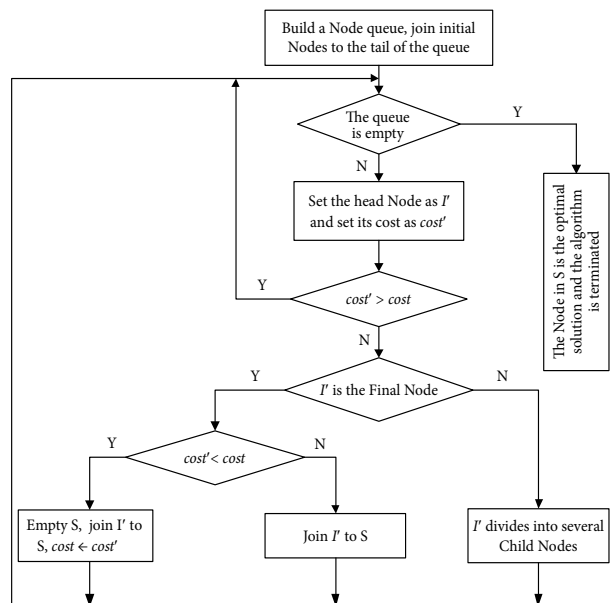 Build a Node queue, join initial
Nodes to the tail of the queue
The queue
is empty
Y
N
Set the head Node as I′
and set its cost as cost′
The Node in S is the optimal
solution and the algorithm
is terminated
Y
cost′ > cost
N
Y
I′ is the Final Node
N
Y
cost′ < cost
N
Empty S, join I′ to
S, cost ← cost′
Join I′ to S
I′ divides into several
Child Nodes